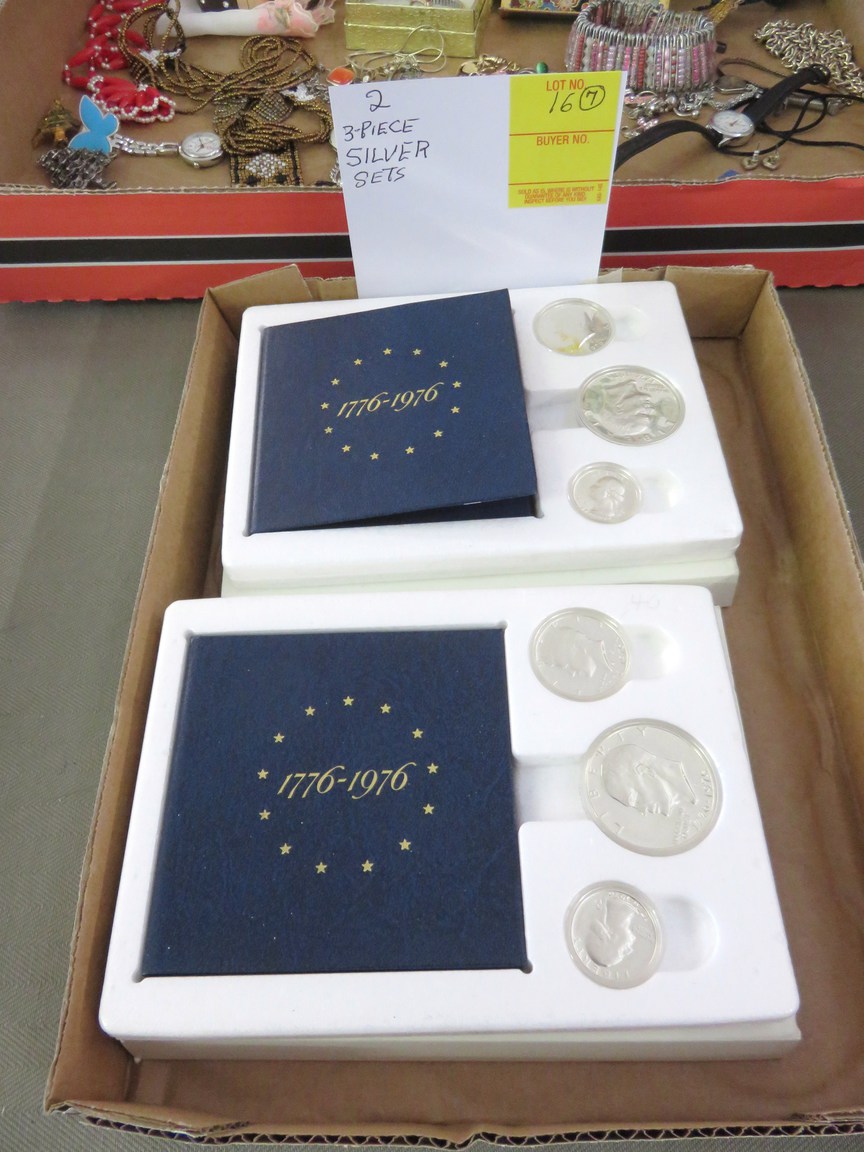 2
3-PIECE
SILVER
SETS
LOT NO.
16 7
BUYER NO.
1776-1976
1776-1976
LIBERTY